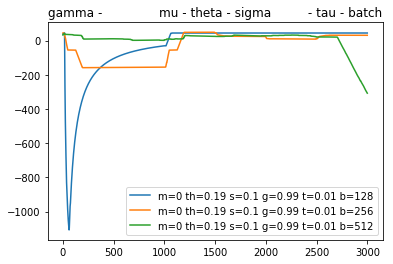 gamma - mu - theta - sigma - tau - batch
0
-200
-400
-600
-800
-1000
0 500 1000 1500 2000 2500 3000
m=0 th=0.19 s=0.1 g=0.99 t=0.01 b=128
m=0 th=0.19 s=0.1 g=0.99 t=0.01 b=256
m=0 th=0.19 s=0.1 g=0.99 t=0.01 b=512